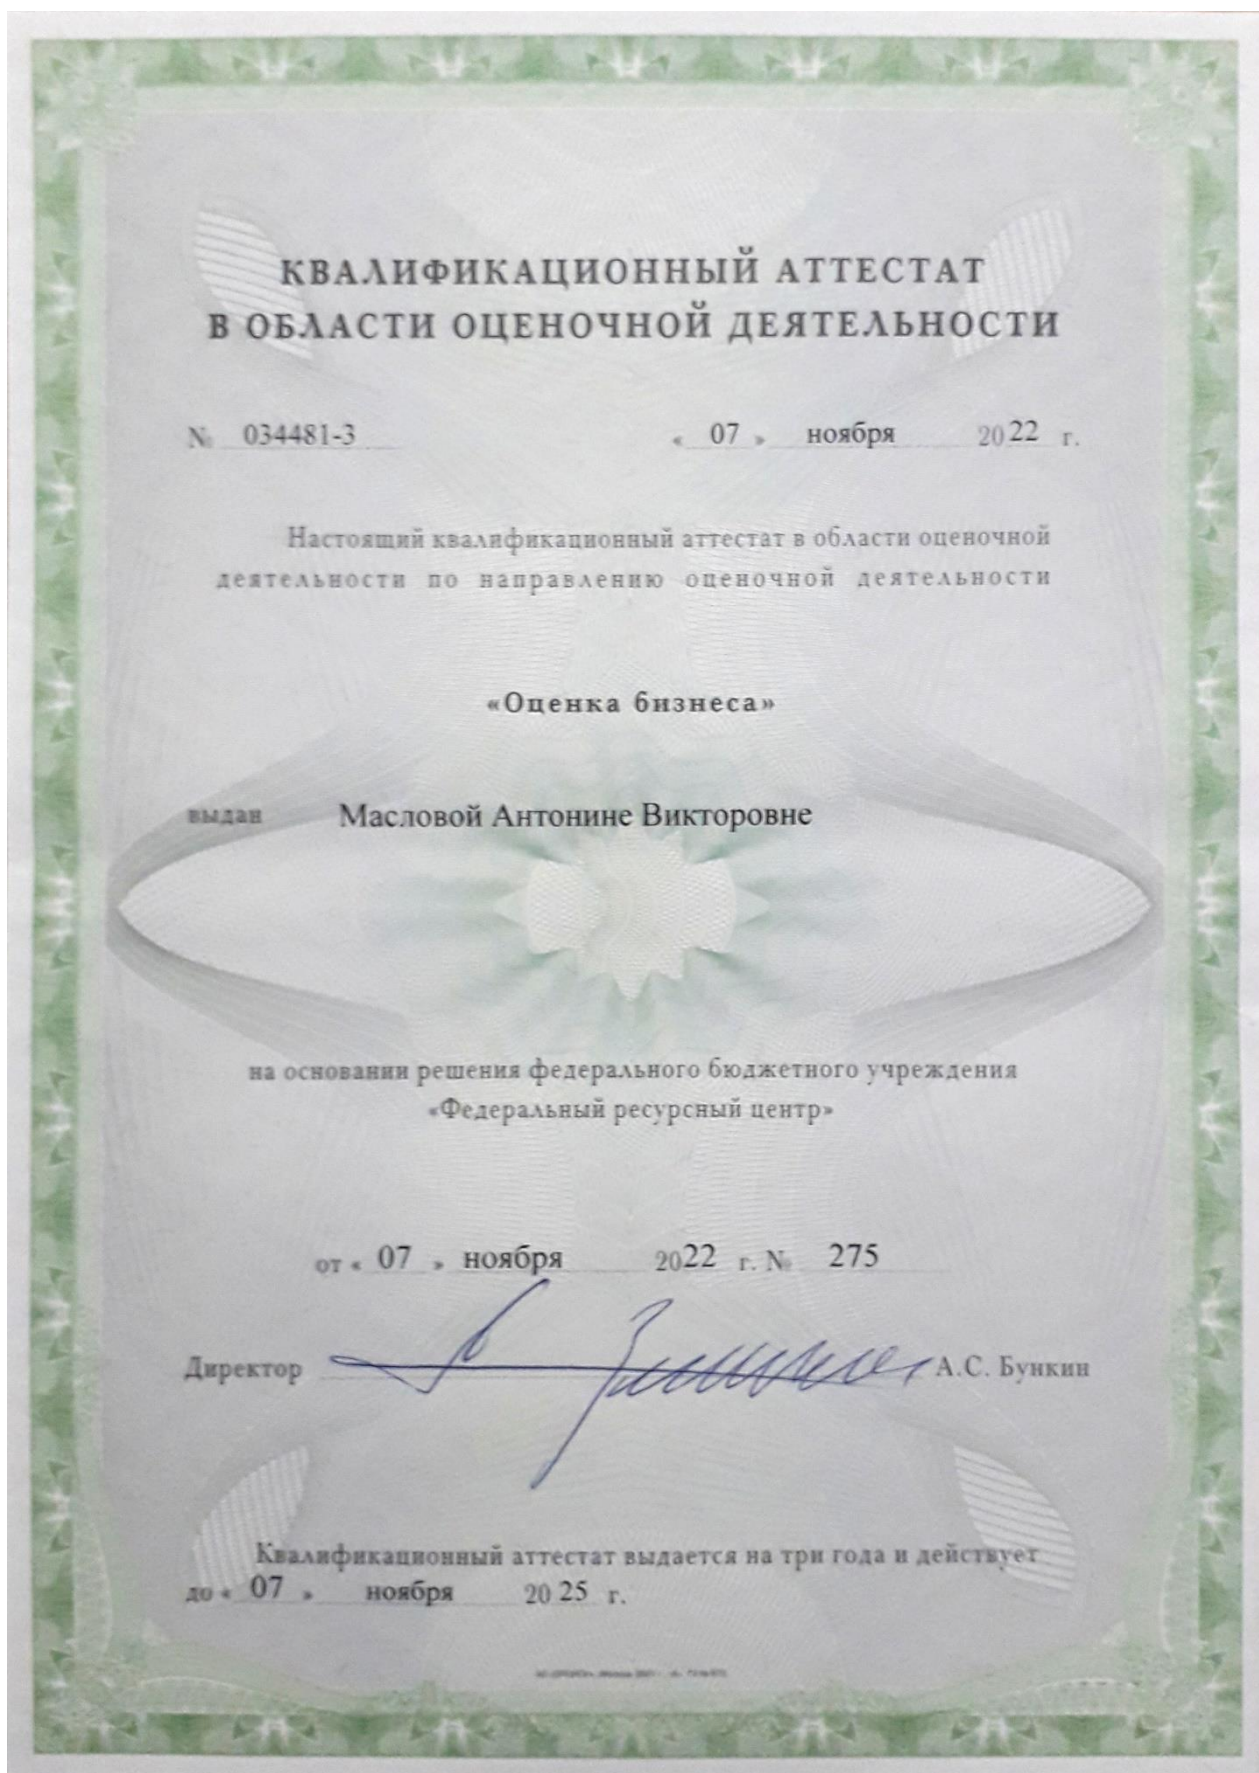 КВАЛИФИКАЦИОННЫЙ АТТЕСТАТ
В ОБЛАСТИ ОЦЕНОЧНОЙ ДЕЯТЕЛЬНОСТИ
№ 034481-3 « 07 » ноября 2022 г.
Настоящий квалификационный аттестат в области оценочной
деятельности по направлению оценочной деятельности
«Оценка бизнеса»
выдан Масловой Антонине Викторовне
на основании решения федерального бюджетного учреждения
«Федеральный ресурсный центр»
от « 07 » ноября 2022 г. № 275
Директор А.С. Бункин
Квалификационный аттестат выдается на три года и действует
до « 07 » ноября 2025 г.